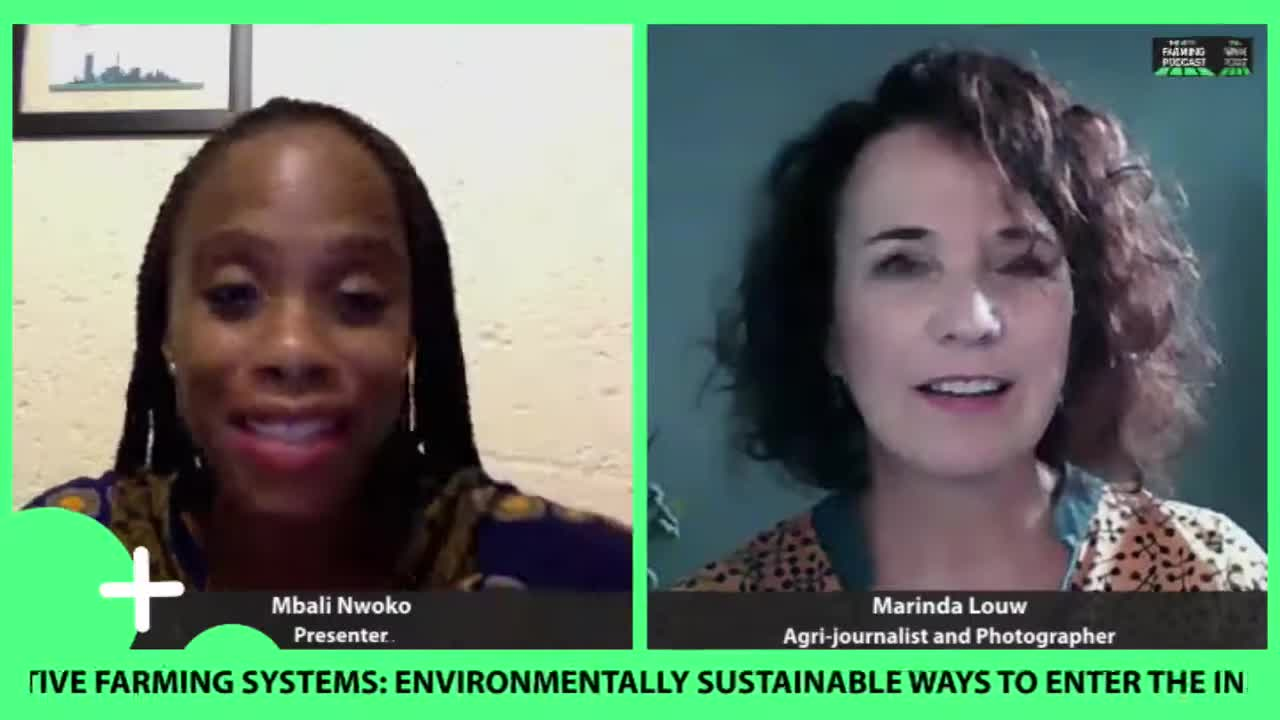 FARMING
PODCAST
Mbali Nwoko
Presenter
Marinda Louw
Agri-journalist and Photographer
TIVE FARMING SYSTEMS: ENVIRONMENTALLY SUSTAINABLE WAYS TO ENTER THE IN